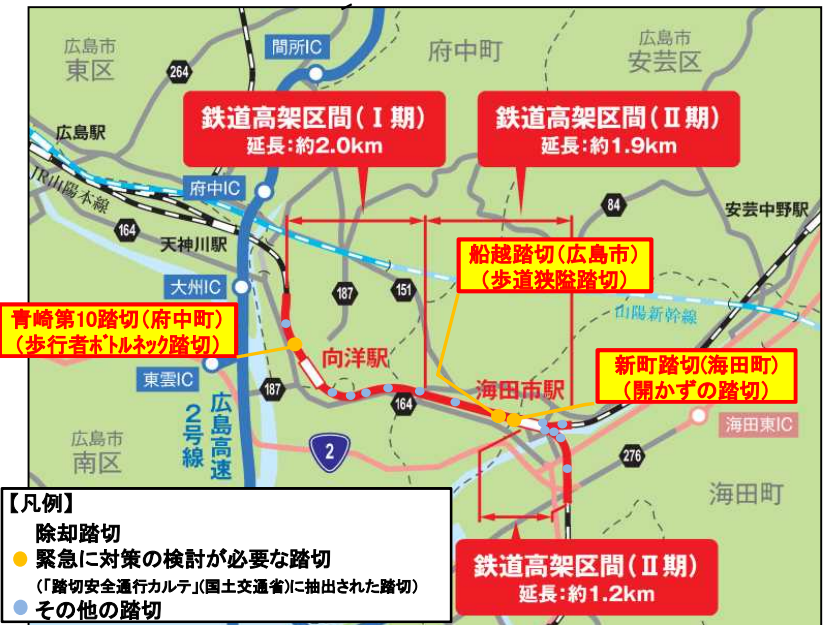 広島市
東区
264
間所IC
府中町
広島市
安芸区
鉄道高架区間(Ⅰ期)
延長:約2.0km
鉄道高架区間(Ⅱ期)
延長:約1.9km
広島駅
JR山陽本線
府中IC
164
天神川駅
84
安芸中野駅
船越踏切(広島市)
(歩道狭隘踏切)
大州IC
187
151
山陽新幹線
青崎第10踏切(府中町)
(歩行者ボトルネック踏切)
向洋駅
新町踏切(海田町)
(開かずの踏切)
東雲IC
187
海田市駅
164
広島高速
2号線
海田東IC
広島市
南区
2
276
海田町
【凡例】
除却踏切
緊急に対策の検討が必要な踏切
(「踏切安全通行カルテ」(国土交通省)に抽出された踏切)
その他の踏切
鉄道高架区間(Ⅱ期)
延長:約1.2km